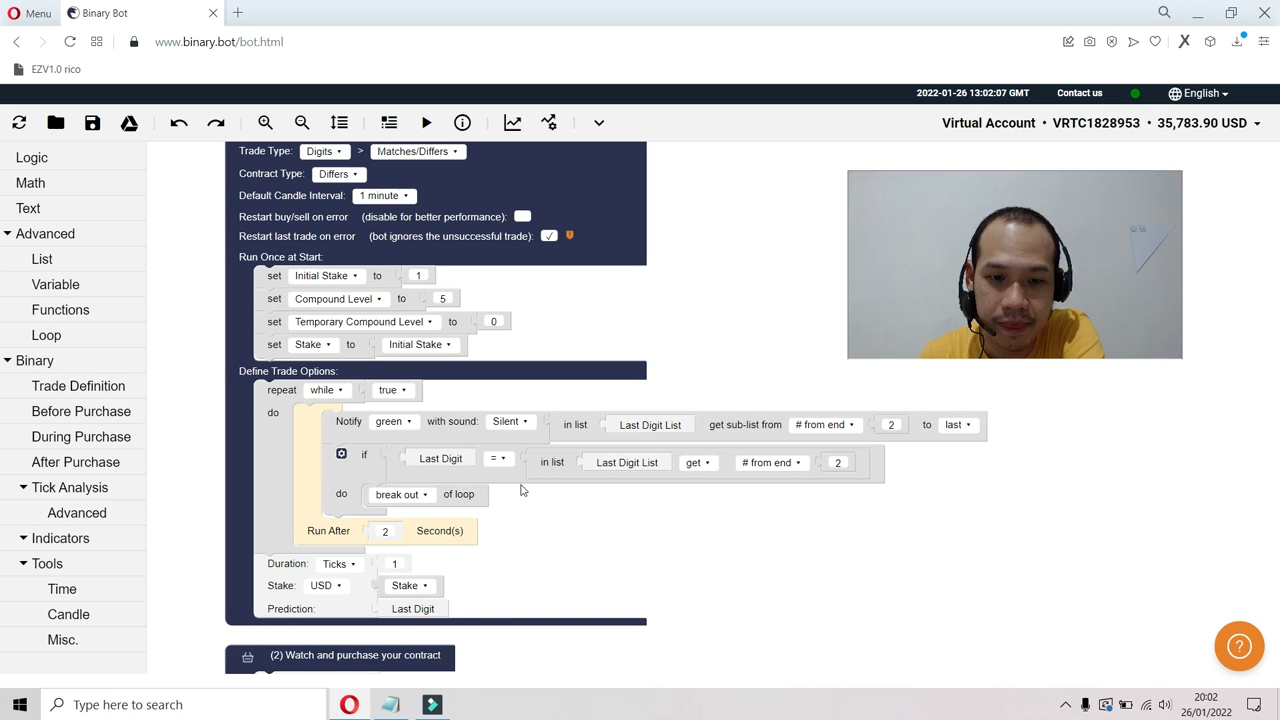 Menu
Binary Bot
www.binary.bot/bot.html
EZV1.0 rico
2022-01-26 13:02:07 GMT
Contact us
English
Virtual Account • VRTC1828953 • 35,783.90 USD
Logic
Math
Text
Advanced
List
Variable
Functions
Loop
Binary
Trade Definition
Before Purchase
During Purchase
After Purchase
Tick Analysis
Advanced
Indicators
Tools
Time
Candle
Misc.
Trade Type: Digits > Matches/Differs
Contract Type: Differs
Default Candle Interval: 1 minute
Restart buy/sell on error (disable for better performance):
Restart last trade on error (bot ignores the unsuccessful trade): ✓
Run Once at Start:
set Initial Stake to 1
set Compound Level to 5
set Temporary Compound Level to 0
set Stake to Initial Stake
Define Trade Options:
repeat while true
do
Notify green with sound: Silent in list Last Digit List get sub-list from # from end 2 to last
if Last Digit = in list Last Digit List get # from end 2
do break out of loop
Run After 2 Second(s)
Duration: Ticks 1
Stake: USD Stake
Prediction: Last Digit
(2) Watch and purchase your contract
Type here to search
20:02
26/01/2022